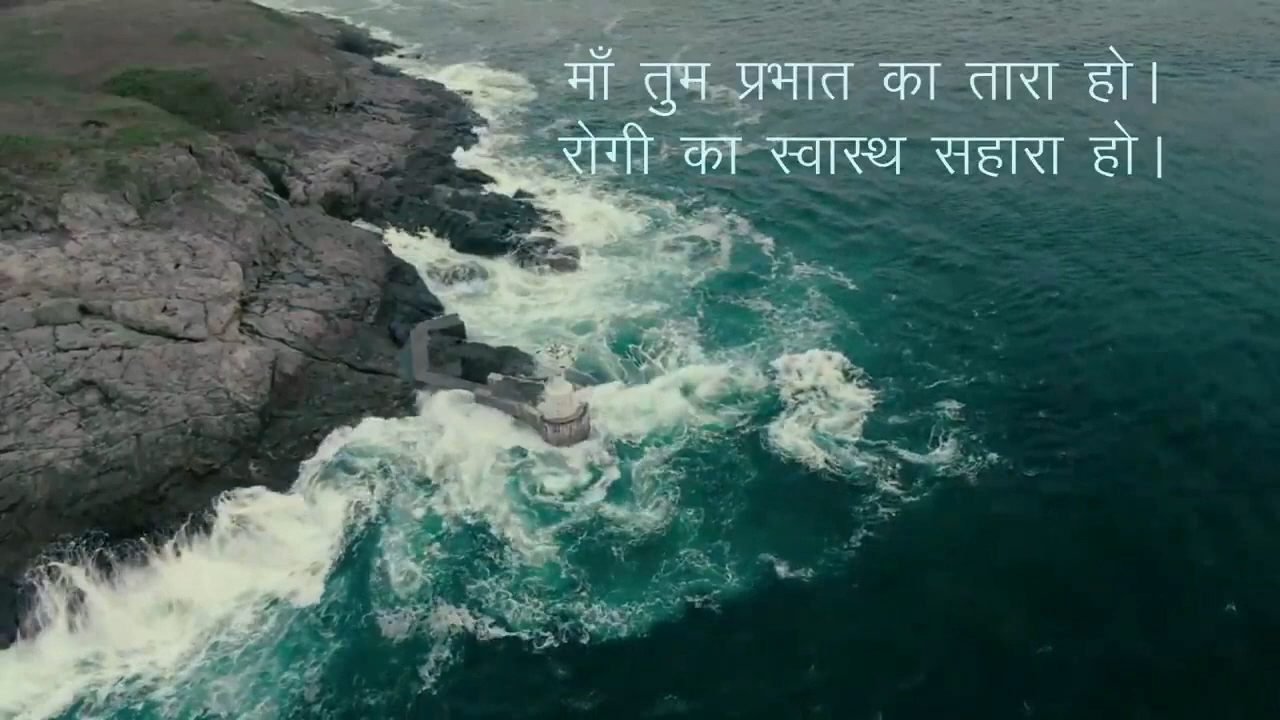 माँ तुम प्रभात का तारा हो।
रोगी का स्वास्थ सहारा हो।